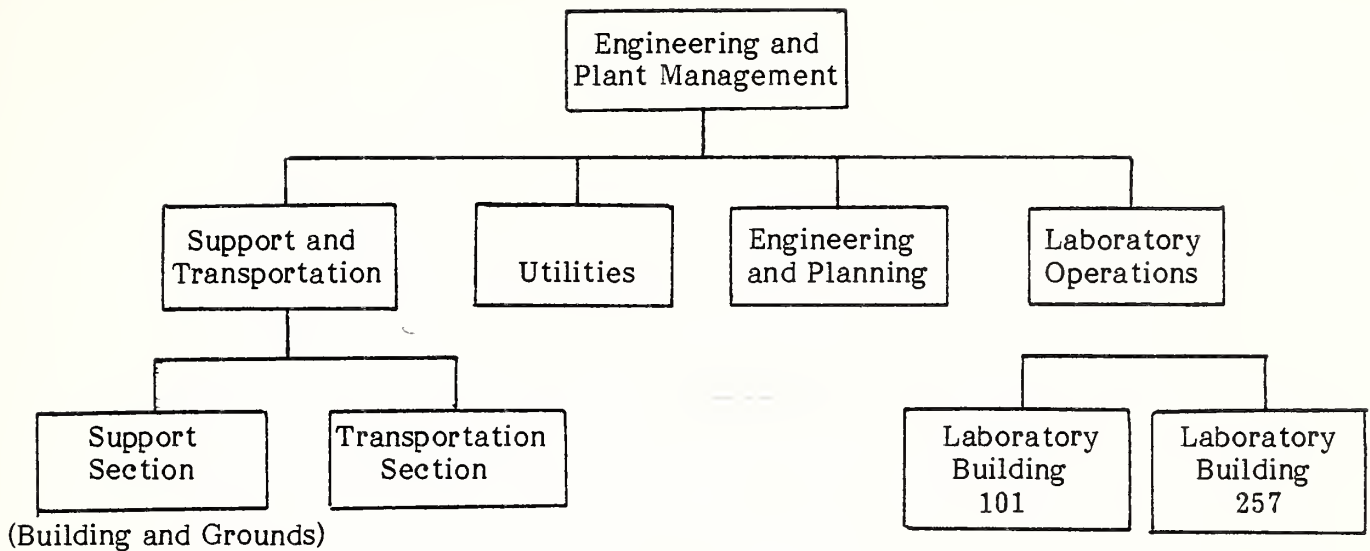 Engineering and
Plant Management
Support and
Transportation
Utilities
Engineering
and Planning
Laboratory
Operations
Support
Section
(Building and Grounds)
Transportation
Section
Laboratory
Building
101
Laboratory
Building
257